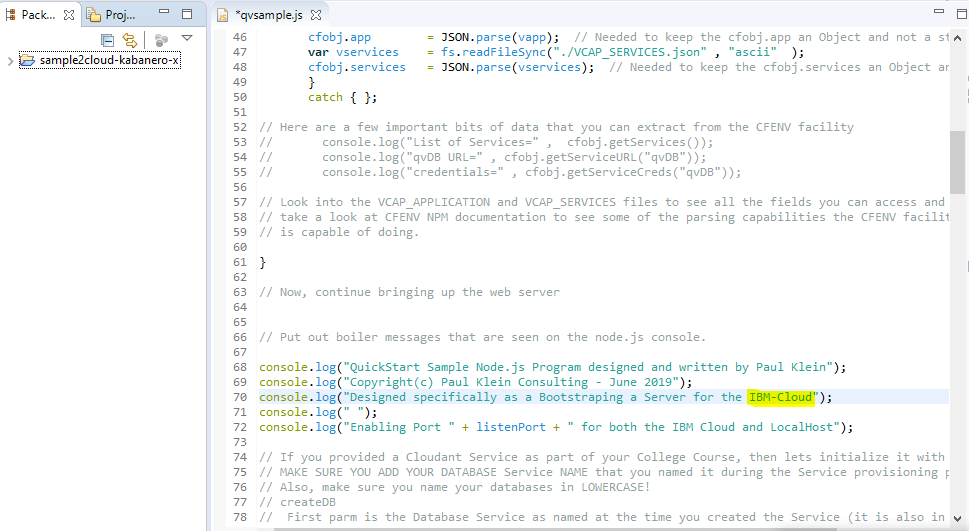 Pack...
Proj...
*qvsample.js
sample2cloud-kabanero-x
46 cfobj.app = JSON.parse(vapp); // Needed to keep the cfobj.app an Object and not a st
47 var vservices = fs.readFileSync("./VCAP_SERVICES.json" , "ascii" );
48 cfobj.services = JSON.parse(vservices); // Needed to keep the cfobj.services an Object an
49 }
50 catch { };
51
52 // Here are a few important bits of data that you can extract from the CFENV facility
53 // console.log("List of Services=" , cfobj.getServices());
54 // console.log("qvDB URL=" , cfobj.getServiceURL("qvDB"));
55 // console.log("credentials=" , cfobj.getServiceCreds("qvDB"));
56
57 // Look into the VCAP_APPLICATION and VCAP_SERVICES files to see all the fields you can access and
58 // take a look at CFENV NPM documentation to see some of the parsing capabilities the CFENV facilit
59 // is capable of doing.
60
61 }
62
63 // Now, continue bringing up the web server
64
65
66 // Put out boiler messages that are seen on the node.js console.
67
68 console.log("QuickStart Sample Node.js Program designed and written by Paul Klein");
69 console.log("Copyright(c) Paul Klein Consulting - June 2019");
70 console.log("Designed specifically as a Bootstraping a Server for the IBM-Cloud");
71 console.log(" ");
72 console.log("Enabling Port " + listenPort + " for both the IBM Cloud and LocalHost");
73
74 // If you provided a Cloudant Service as part of your College Course, then lets initialize it with
75 // MAKE SURE YOU ADD YOUR DATABASE Service NAME that you named it during the Service provisioning p
76 // Also, make sure you name your databases in LOWERCASE!
77 // createDB
78 // First parm is the Database Service as named at the time you created the Service (it is also in